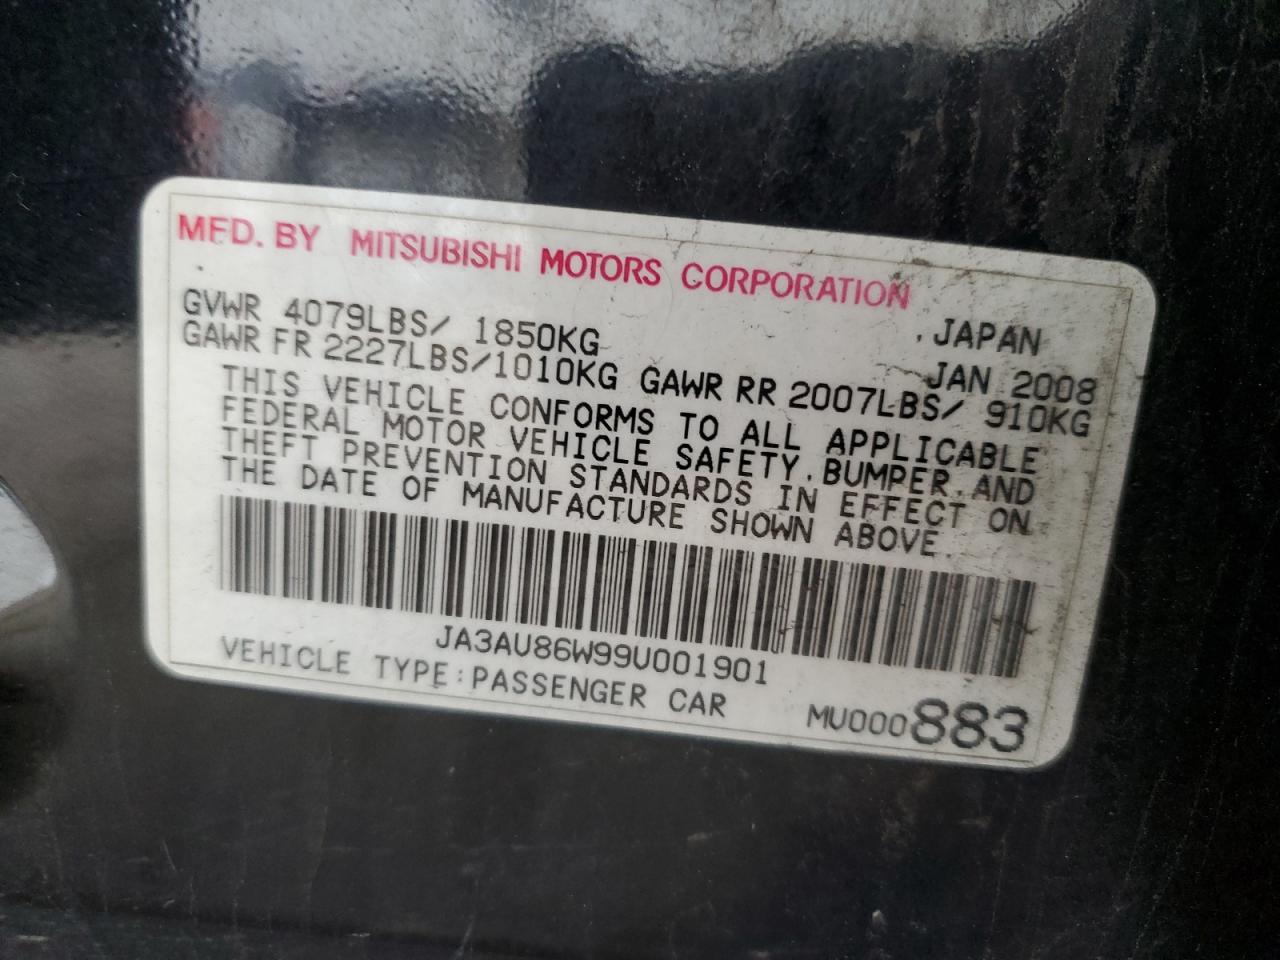 MFD. BY MITSUBISHI MOTORS CORPORATION
JAPAN
GVWR 4079LBS/ 1850KG JAN 2008
GAWR FR 2227LBS/1010KG GAWR RR 2007LBS/ 910KG
THIS VEHICLE CONFORMS TO ALL APPLICABLE
FEDERAL MOTOR VEHICLE SAFETY, BUMPER, AND
THEFT PREVENTION STANDARDS IN EFFECT ON
THE DATE OF MANUFACTURE SHOWN ABOVE.
JA3AU86W99U001901
VEHICLE TYPE:PASSENGER CAR
MU000883